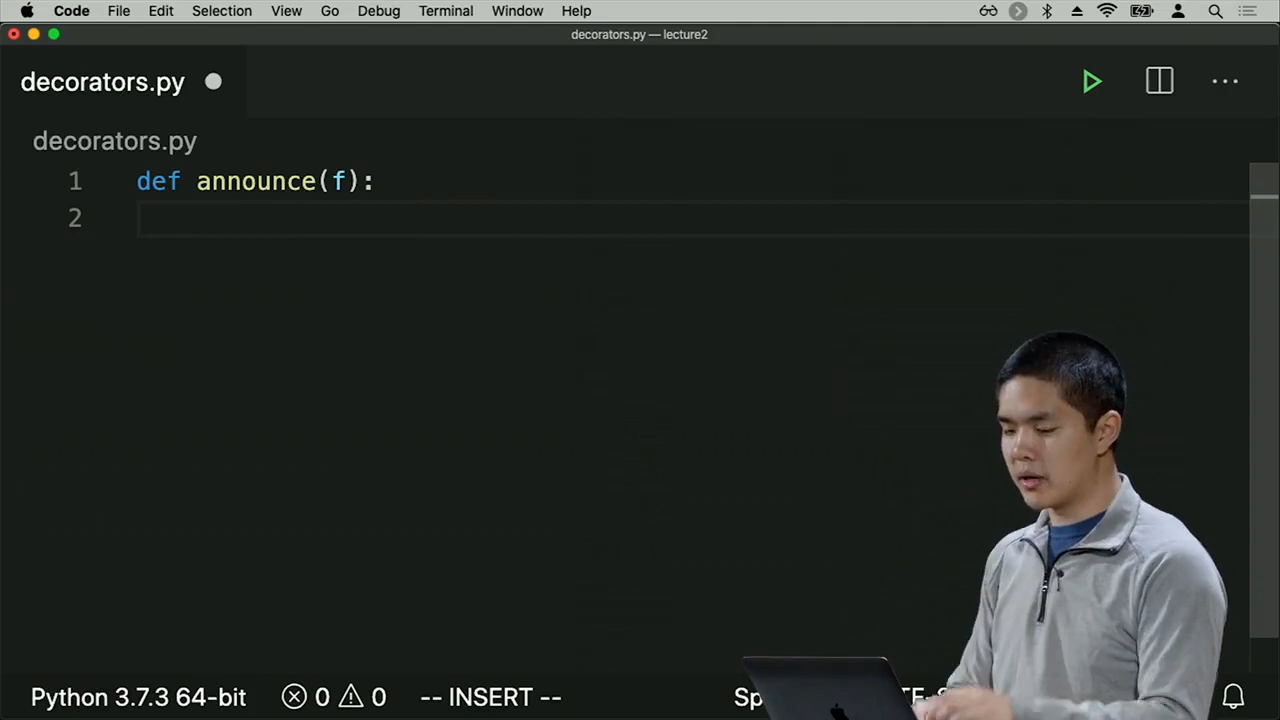 Code File Edit Selection View Go Debug Terminal Window Help
decorators.py — lecture2
decorators.py
decorators.py
1 def announce(f):
2
Python 3.7.3 64-bit 0 0 -- INSERT --